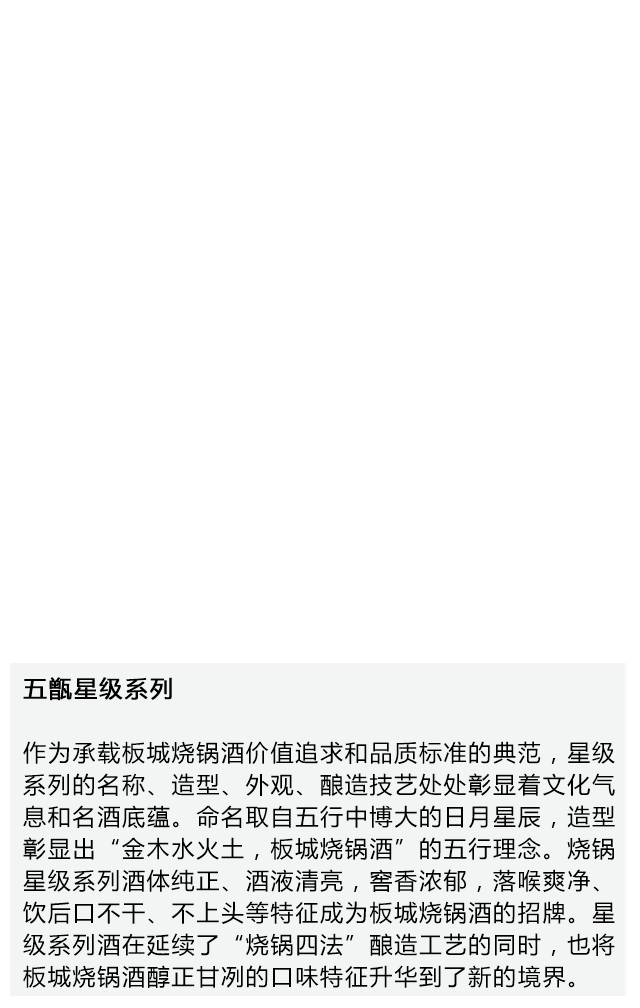 五甑星级系列
作为承载板城烧锅酒价值追求和品质标准的典范，星级
系列的名称、造型、外观、酿造技艺处处彰显着文化气
息和名酒底蕴。命名取自五行中博大的日月星辰，造型
彰显出“金木水火土，板城烧锅酒”的五行理念。烧锅
星级系列酒体纯正、酒液清亮，窖香浓郁，落喉爽净、
饮后口不干、不上头等特征成为板城烧锅酒的招牌。星
级系列酒在延续了“烧锅四法”酿造工艺的同时，也将
板城烧锅酒醇正甘冽的口味特征升华到了新的境界。